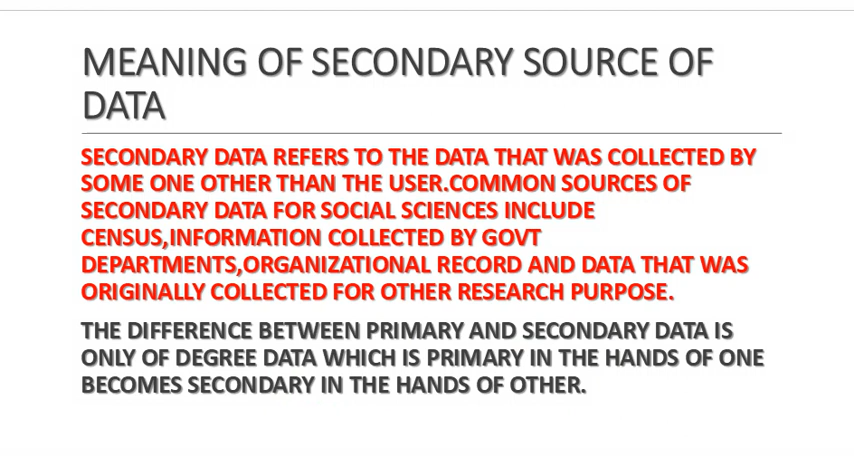 MEANING OF SECONDARY SOURCE OF
DATA
SECONDARY DATA REFERS TO THE DATA THAT WAS COLLECTED BY
SOME ONE OTHER THAN THE USER.COMMON SOURCES OF
SECONDARY DATA FOR SOCIAL SCIENCES INCLUDE
CENSUS,INFORMATION COLLECTED BY GOVT
DEPARTMENTS,ORGANIZATIONAL RECORD AND DATA THAT WAS
ORIGINALLY COLLECTED FOR OTHER RESEARCH PURPOSE.
THE DIFFERENCE BETWEEN PRIMARY AND SECONDARY DATA IS
ONLY OF DEGREE DATA WHICH IS PRIMARY IN THE HANDS OF ONE
BECOMES SECONDARY IN THE HANDS OF OTHER.